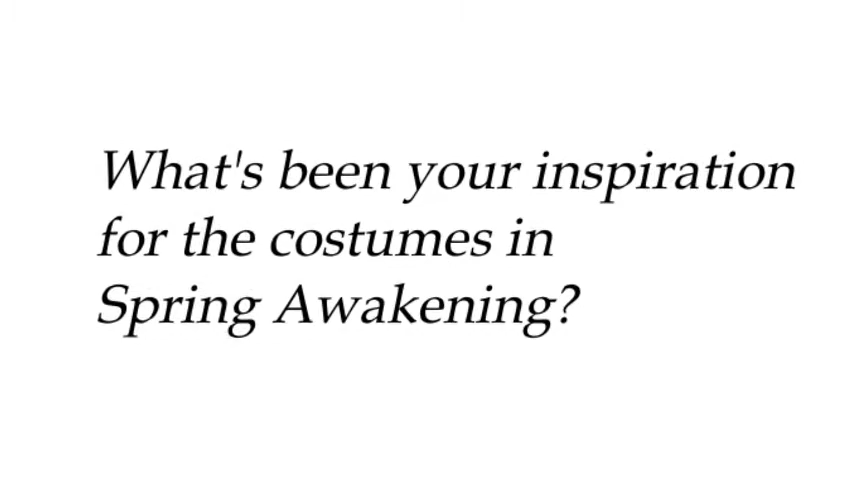 What's been your inspiration
for the costumes in
Spring Awakening?